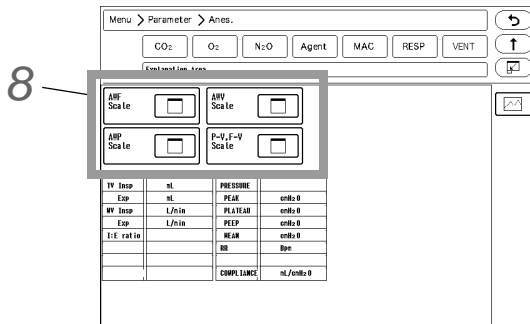 Menu > Parameter > Anes.
CO2 O2 N2O Agent MAC RESP VENT
Explanation Area
8
AWF Scale
AWV Scale
AWP Scale
P-V,F-V Scale
TV Insp mL PRESSURE
Exp mL PEAK cmH2O
MV Insp L/min PLATEAU cmH2O
Exp L/min PEEP cmH2O
I:E ratio MEAN cmH2O
RR Bpm
COMPLIANCE mL/cmH2O